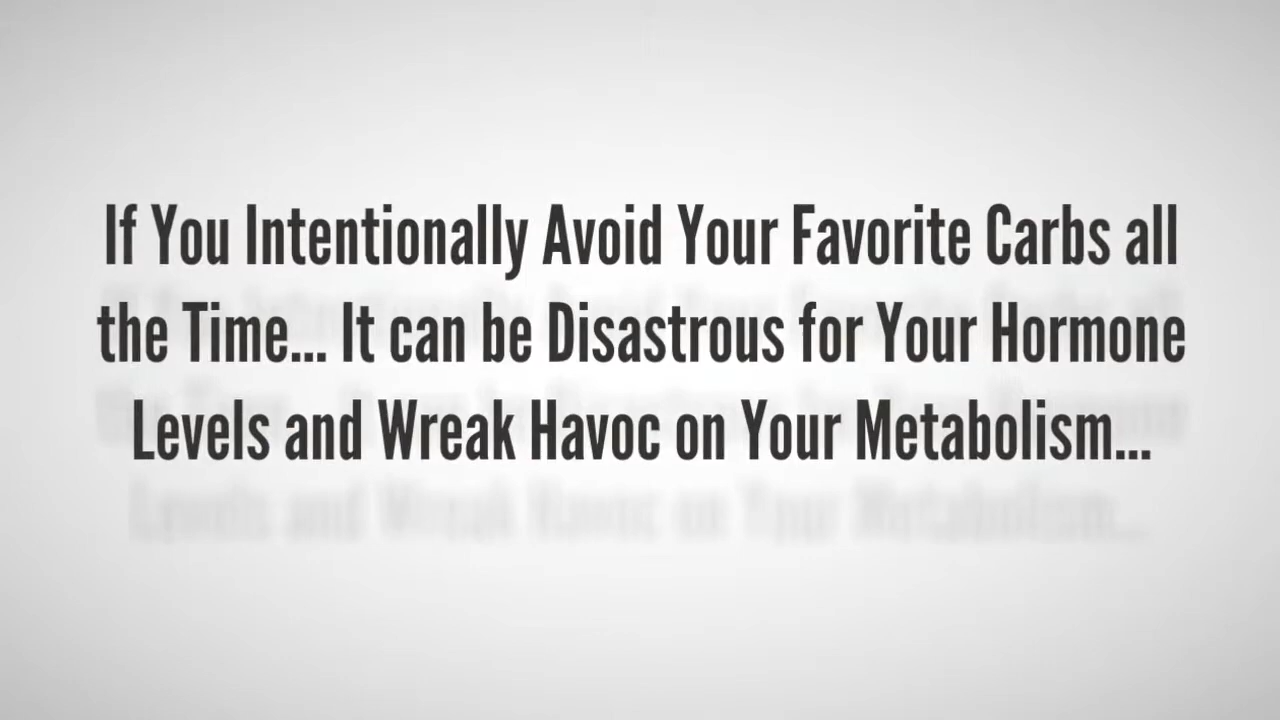 If You Intentionally Avoid Your Favorite Carbs all
the Time... It can be Disastrous for Your Hormone
Levels and Wreak Havoc on Your Metabolism...